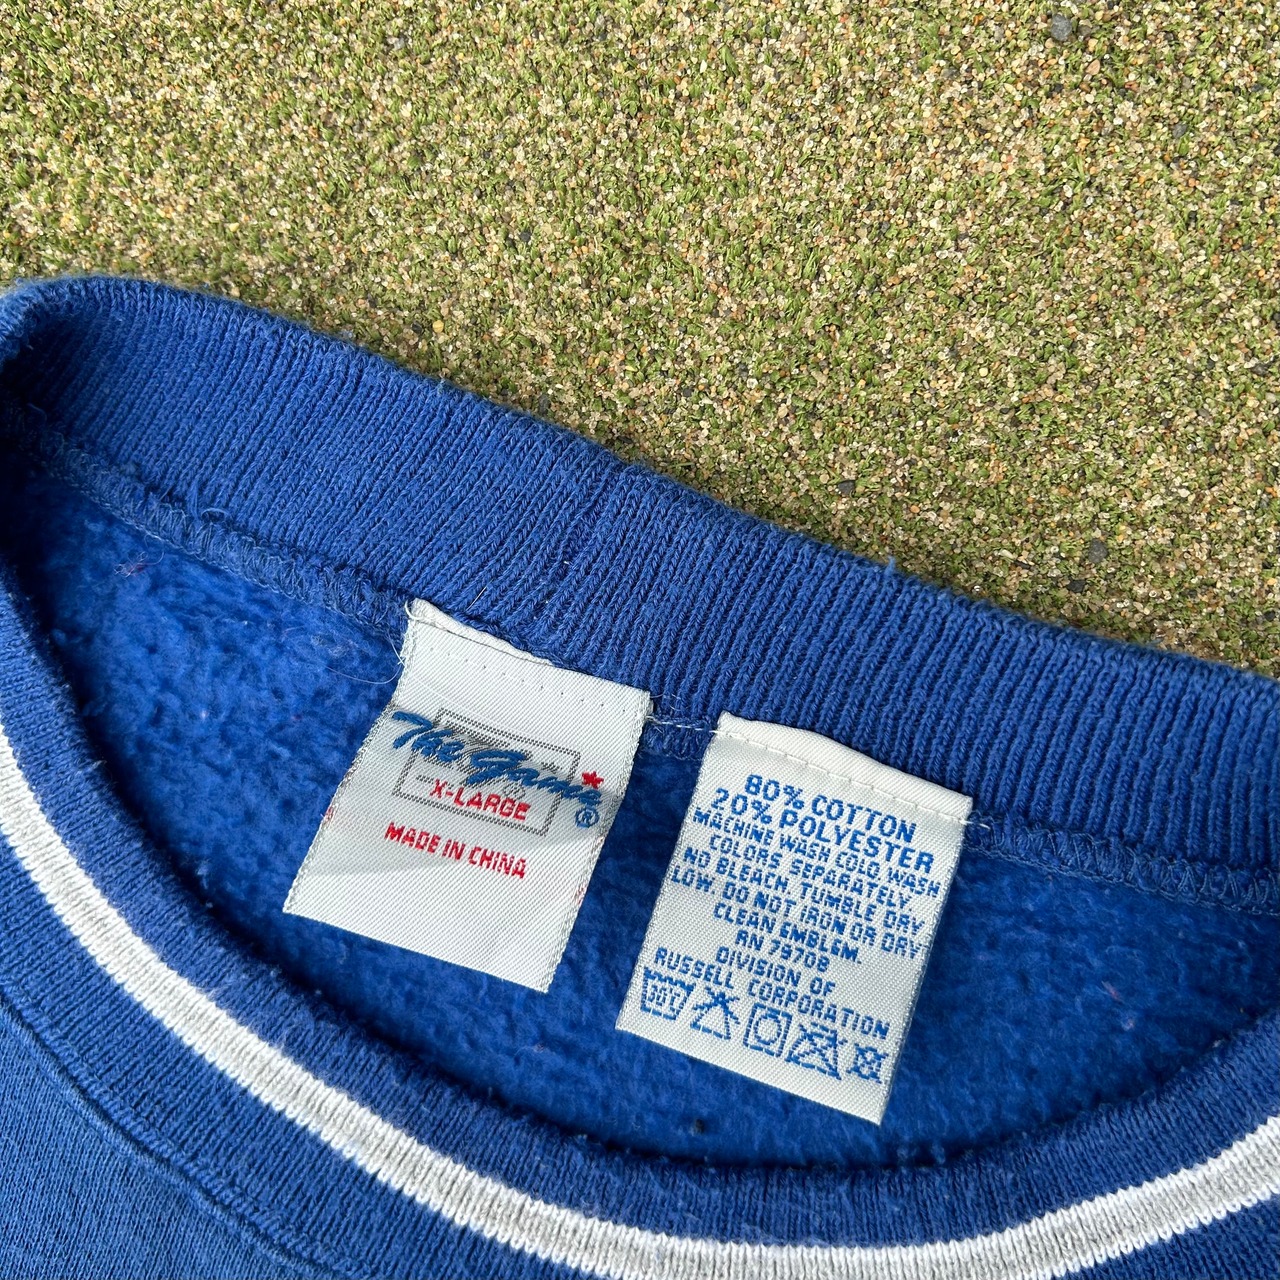 The Game
®
X-LARGE
MADE IN CHINA
80% COTTON
20% POLYESTER
MACHINE WASH COLD, WASH
COLORS SEPARATELY.
NO BLEACH, TUMBLE DRY
LOW. DO NOT IRON OR DRY
CLEAN EMBLEM.
RN 79708
DIVISION OF
RUSSELL CORPORATION